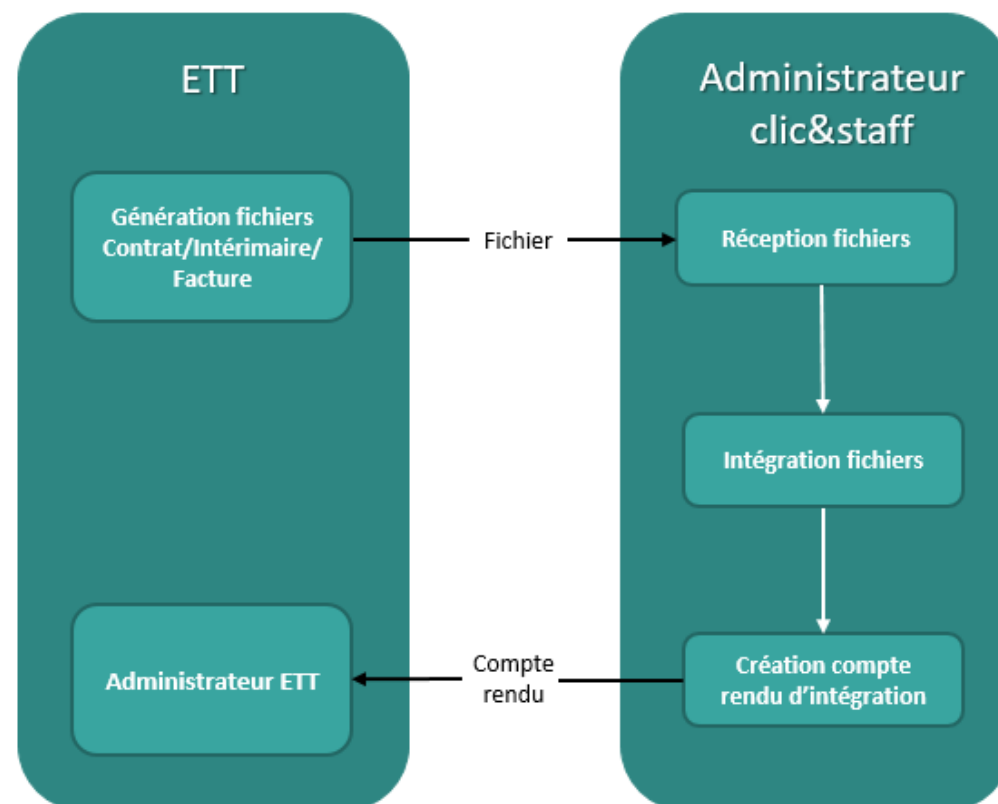 ETT
Administrateur
clic&staff
Génération fichiers
Contrat/Intérimaire/
Facture
Fichier
Réception fichiers
Intégration fichiers
Administrateur ETT
Compte
rendu
Création compte
rendu d’intégration